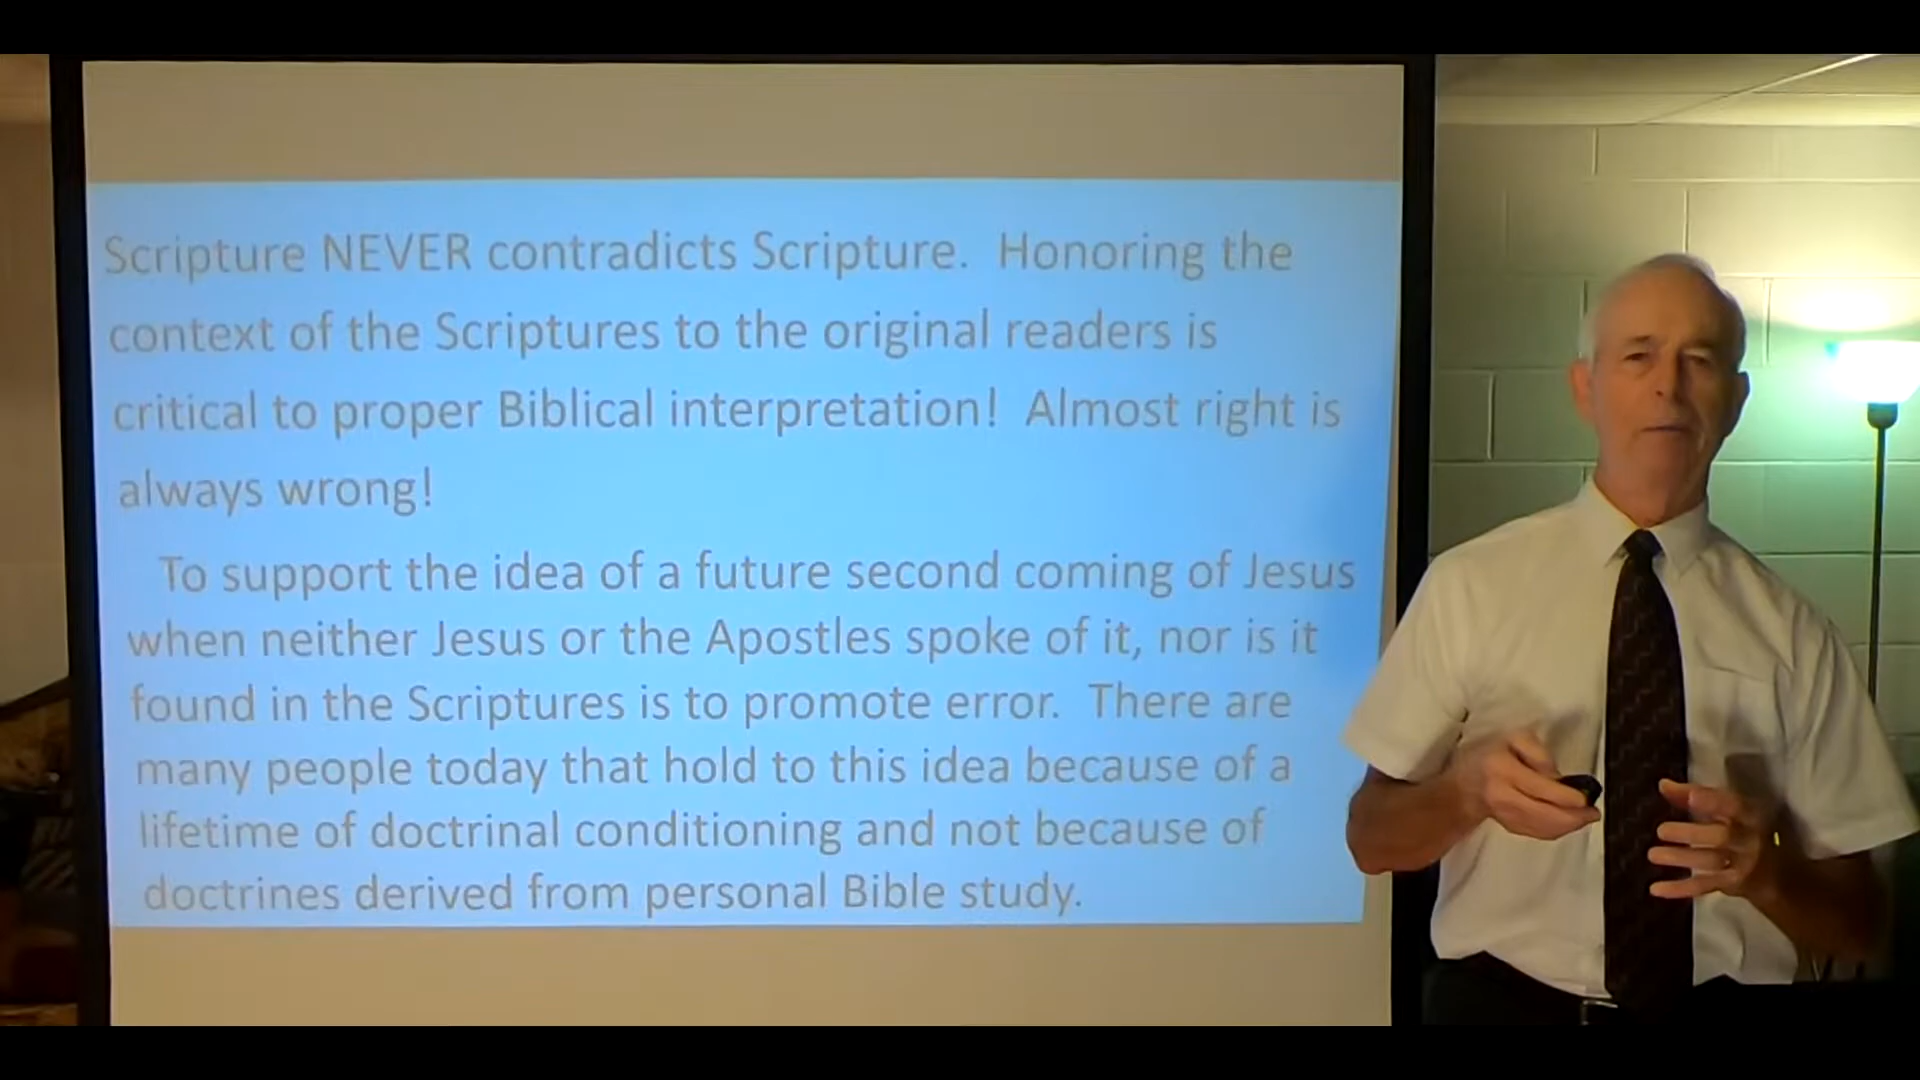 Scripture NEVER contradicts Scripture. Honoring the
context of the Scriptures to the original readers is
critical to proper Biblical interpretation! Almost right is
always wrong!
To support the idea of a future second coming of Jesus
when neither Jesus or the Apostles spoke of it, nor is it
found in the Scriptures is to promote error. There are
many people today that hold to this idea because of a
lifetime of doctrinal conditioning and not because of
doctrines derived from personal Bible study.